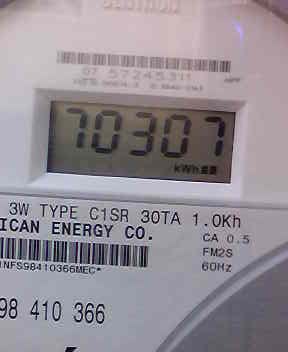 07 57245311
70307
kWh
3W TYPE C1SR 30TA 1.0Kh
ICAN ENERGY CO.
CA 0.5
FM2S
60Hz
1NFS98410366MEC*
98 410 366